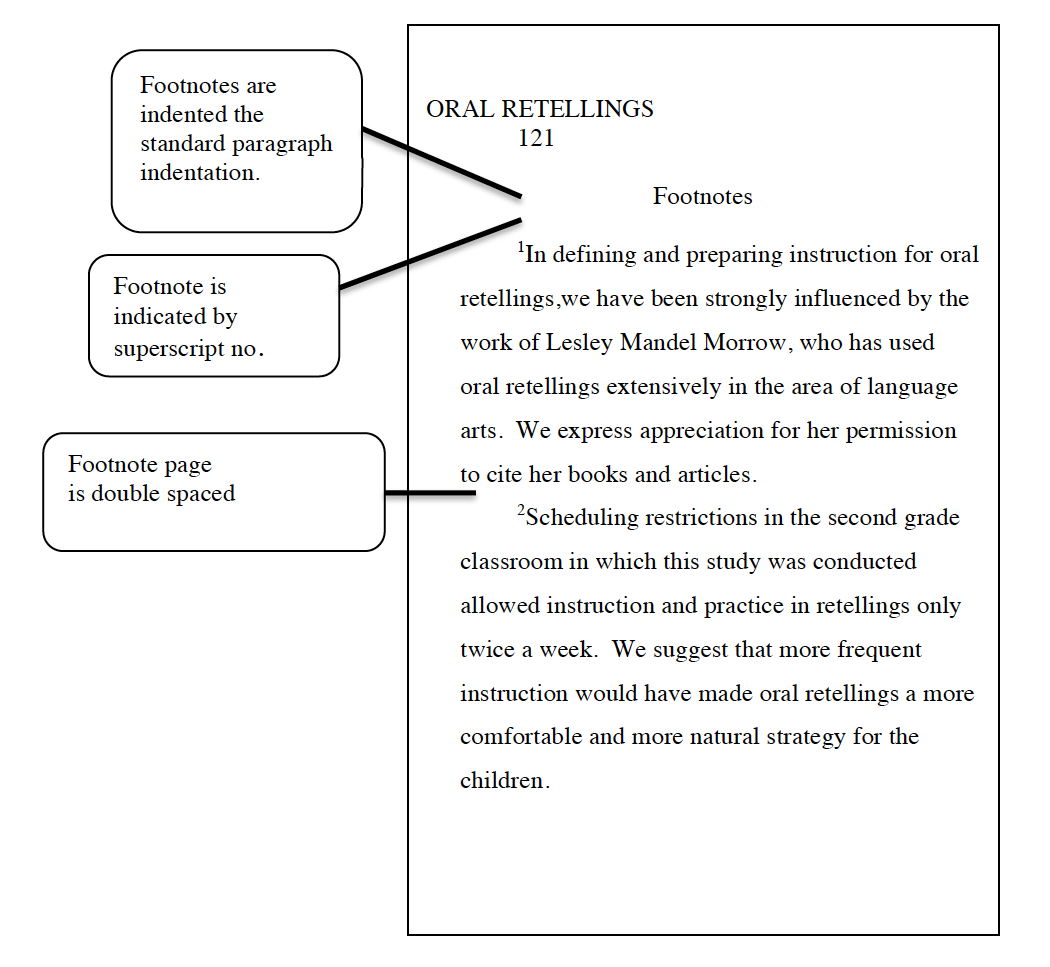 Footnotes are
indented the
standard paragraph
indentation.
Footnote is
indicated by
superscript no.
Footnote page
is double spaced
ORAL RETELLINGS
121
Footnotes
¹In defining and preparing instruction for oral
retellings,we have been strongly influenced by the
work of Lesley Mandel Morrow, who has used
oral retellings extensively in the area of language
arts.  We express appreciation for her permission
to cite her books and articles.
²Scheduling restrictions in the second grade
classroom in which this study was conducted
allowed instruction and practice in retellings only
twice a week.  We suggest that more frequent
instruction would have made oral retellings a more
comfortable and more natural strategy for the
children.